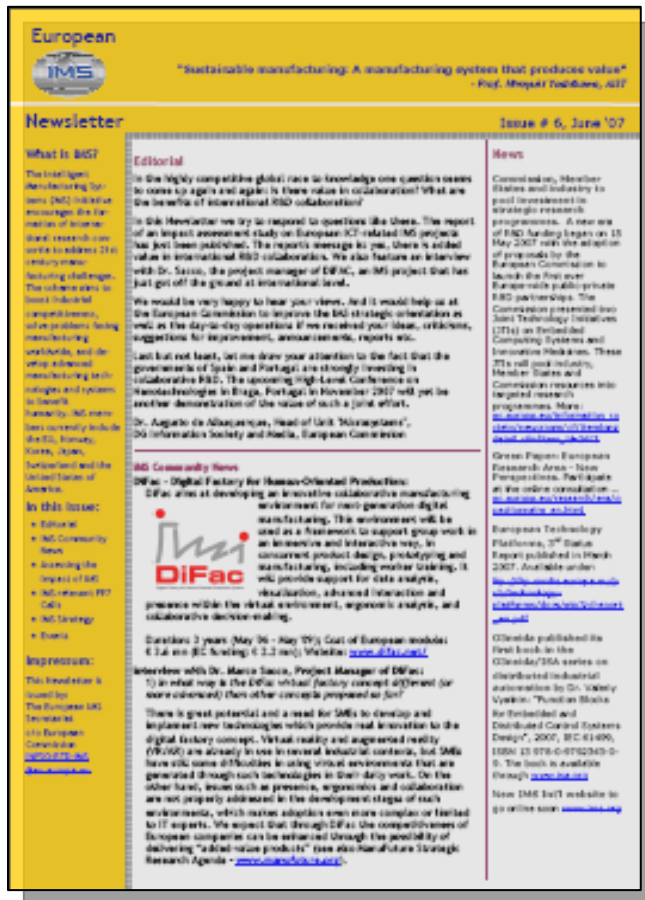 European
IMS
"Sustainable manufacturing: A manufacturing system that produces value"
- Prof.
Newsletter
Issue # 6, June '07
What is IMS?
The Intelligent
Manufacturing Sys-
tems (IMS) initiative
encourages the for-
mation of interna-
tional research con-
sortia to address 21st
century manu-
facturing challenges.
The scheme aims to
boost industrial
competitiveness,
solve problems facing
manufacturing
worldwide, and de-
velop advanced
manufacturing tech-
nologies and systems
to benefit
humanity. IMS mem-
bers currently include
the EU, Norway,
Korea, Japan,
Switzerland and the
United States of
America.
In this issue:
• Editorial
• IMS Community
News
• Assessing the
Impact of IMS
• IMS relevant FP7
Calls
• IMS Strategy
• Events
Impressum:
This Newsletter is
issued by:
The European IMS
Secretariat
c/o European
Commission
Editorial
In the highly competitive global race to knowledge one question seems
to come up again and again: is there value in collaboration? What are
the benefits of international R&D collaboration?
In this Newsletter we try to respond to questions like these. The report
of an impact assessment study on European ICT-related IMS projects
has just been published. The report's message is: yes, there is added
value in international R&D collaboration. We also feature an interview
with Dr. Sacco, the project manager of DiFAC, an IMS project that has
just got off the ground at international level.
We would be very happy to hear your views. And it would help us at
the European Commission to improve the IMS strategic orientation as
well as the day-to-day operations if we received your ideas, criticisms,
suggestions for improvement, announcements, reports etc.
Last but not least, let me draw your attention to the fact that the
governments of Spain and Portugal are strongly investing in
collaborative R&D. The upcoming High-Level Conference on
Nanotechnologies in Braga, Portugal in November 2007 will yet be
another demonstration of the value of such a joint effort.
Dr. Augusto de Albuquerque, Head of Unit 'Microsystems',
DG Information Society and Media, European Commission
IMS Community News
DiFac - Digital Factory for Human-Oriented Production:
DiFac aims at developing an innovative collaborative manufacturing
environment for next-generation digital
manufacturing. This environment will be
used as a framework to support group work in
an immersive and interactive way, in
concurrent product design, prototyping and
manufacturing, including worker training. It
will provide support for data analysis,
visualisation, advanced interaction and
presence within the virtual environment, ergonomic analysis, and
collaborative decision-making.
DiFac
Duration: 3 years (May '06 - May '09); Cost of European module:
€ 3.6 mn (EC funding: € 2.2 mn); Website: www.difac.net/
Interview with Dr. Marco Sacco, Project Manager of DiFac:
1) In what way is the DiFac virtual factory concept different (or
more advanced) than other concepts proposed so far?
There is great potential and a need for SMEs to develop and
implement new technologies which provide real innovation to the
digital factory concept. Virtual reality and augmented reality
(VR/AR) are already in use in several industrial contexts, but SMEs
have still some difficulties in using virtual environments that are
generated through such technologies in their daily work. On the
other hand, issues such as presence, ergonomics and collaboration
are not properly addressed in the development stages of such
environments, which makes adoption even more complex or limited
to IT experts. We expect that through DiFac the competitiveness of
European companies can be enhanced through the possibility of
delivering "added-value products" (see also ManuFuture Strategic
Research Agenda - www.manufuture.org/).
News
Commission, Member
States and industry to
pool investment in
strategic research
programmes. A new era
of R&D funding began on 15
May 2007 with the adoption
of proposals by the
European Commission to
launch the first ever
Europe-wide public-private
R&D partnerships. The
Commission presented two
Joint Technology Initiatives
(JTIs) on Embedded
Computing Systems and
Innovative Medicines. These
JTIs will pool industry,
Member States and
Commission resources into
targeted research
programmes. More:
Green Paper: European
Research Area - New
Perspectives. Participate
at the online consultation ...
European Technology
Platforms, 3rd Status
Report published in March
2007. Available under:
O3neida published its
first book in the
O3neida/ISA series on
distributed industrial
automation by Dr. Valeriy
Vyatkin: "Function Blocks
for Embedded and
Distributed Control Systems
Design", 2007, IEC 61499,
9. The book is available
through www.isa.org
New IMS Int'l website to
go online soon www.ims.org